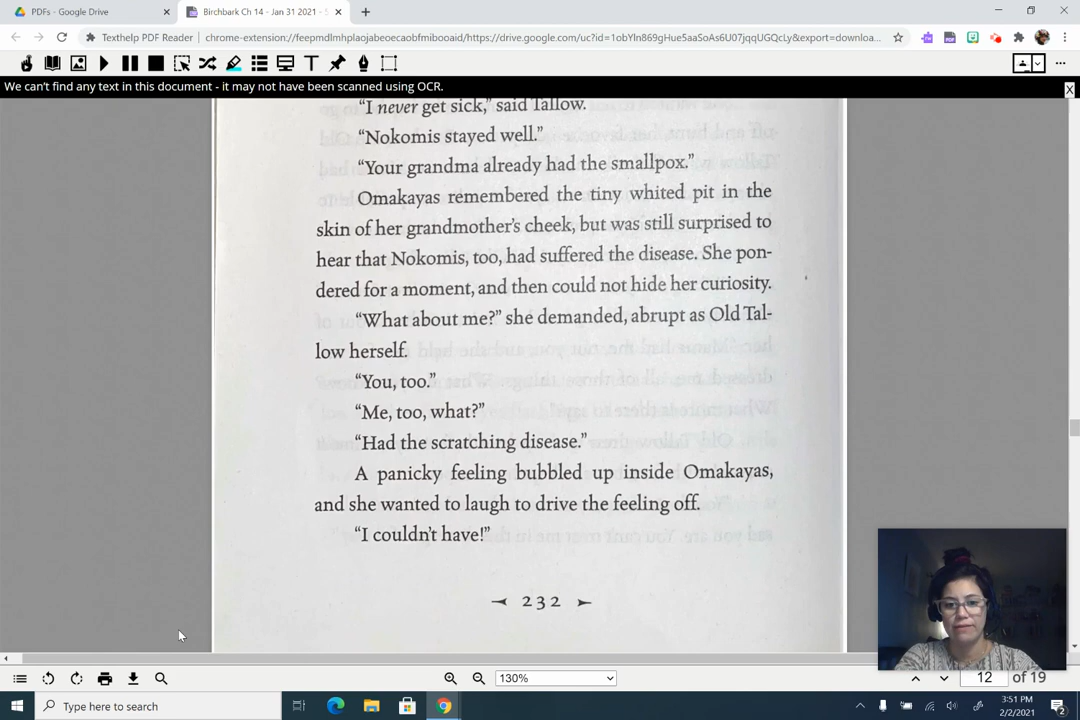 PDFs - Google Drive
Birchbark Ch 14 - Jan 31 2021 -
Texthelp PDF Reader | chrome-extension://feepmdlmhplaojabeoecaobfmibooaid/https://drive.google.com/uc?id=1obYln869gHue5aaSoAs6U07jqqUGQcLy&export=downloa...
We can't find any text in this document - it may not have been scanned using OCR.
X
“I never get sick,” said Tallow.
“Nokomis stayed well.”
“Your grandma already had the smallpox.”
Omakayas remembered the tiny whited pit in the
skin of her grandmother’s cheek, but was still surprised to
hear that Nokomis, too, had suffered the disease. She pon-
dered for a moment, and then could not hide her curiosity.
“What about me?” she demanded, abrupt as Old Tal-
low herself.
“You, too.”
“Me, too, what?”
“Had the scratching disease.”
A panicky feeling bubbled up inside Omakayas,
and she wanted to laugh to drive the feeling off.
“I couldn’t have!”
232
130%
12 of 19
Type here to search
3:51 PM
2/2/2021
2